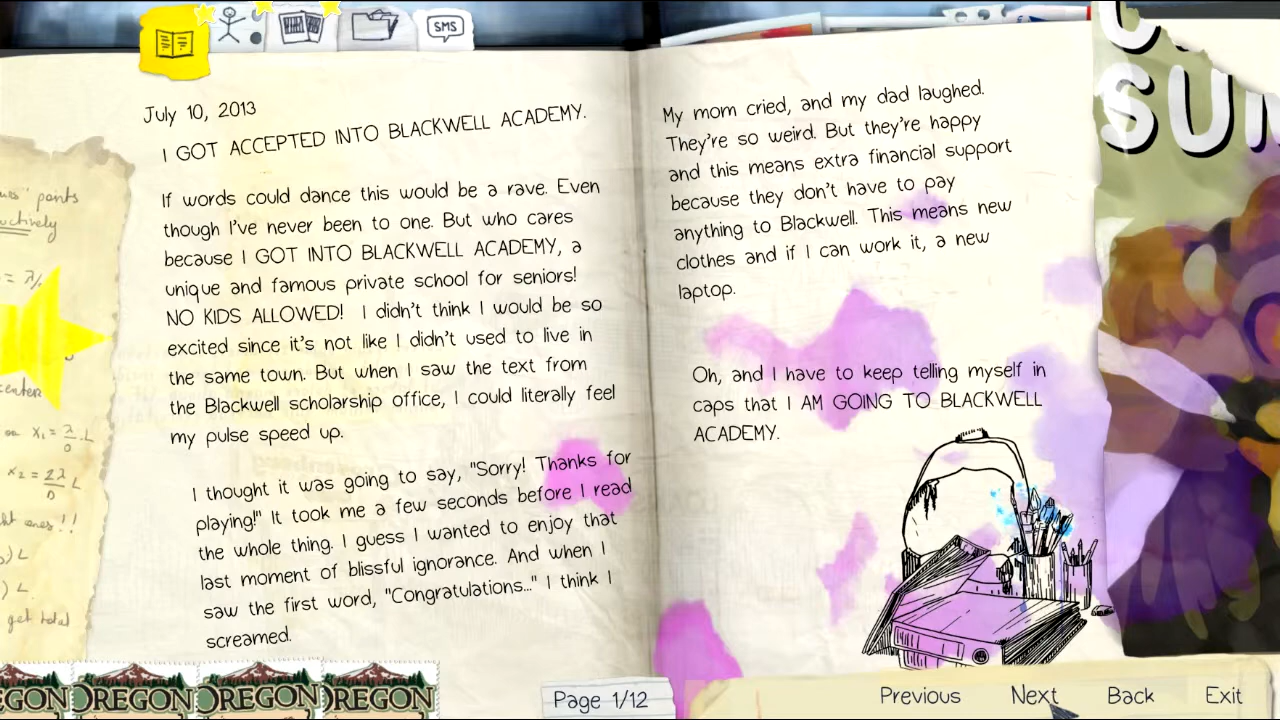 SMS
July 10, 2013
I GOT ACCEPTED INTO BLACKWELL ACADEMY.
If words could dance this would be a rave. Even
though I've never been to one. But who cares
because I GOT INTO BLACKWELL ACADEMY, a
unique and famous private school for seniors!
NO KIDS ALLOWED! I didn't think I would be so
excited since it's not like I didn't used to live in
the same town. But when I saw the text from
the Blackwell scholarship office, I could literally feel
my pulse speed up.
I thought it was going to say, "Sorry! Thanks for
playing!" It took me a few seconds before I read
the whole thing. I guess I wanted to enjoy that
last moment of blissful ignorance. And when I
saw the first word, "Congratulations..." I think I
screamed.
My mom cried, and my dad laughed.
They're so weird. But they're happy
and this means extra financial support
because they don't have to pay
anything to Blackwell. This means new
clothes and if I can work it, a new
laptop.
Oh, and I have to keep telling myself in
caps that I AM GOING TO BLACKWELL
ACADEMY.
points
OREGON OREGON OREGON
Page 1/12
Previous Next Back Exit